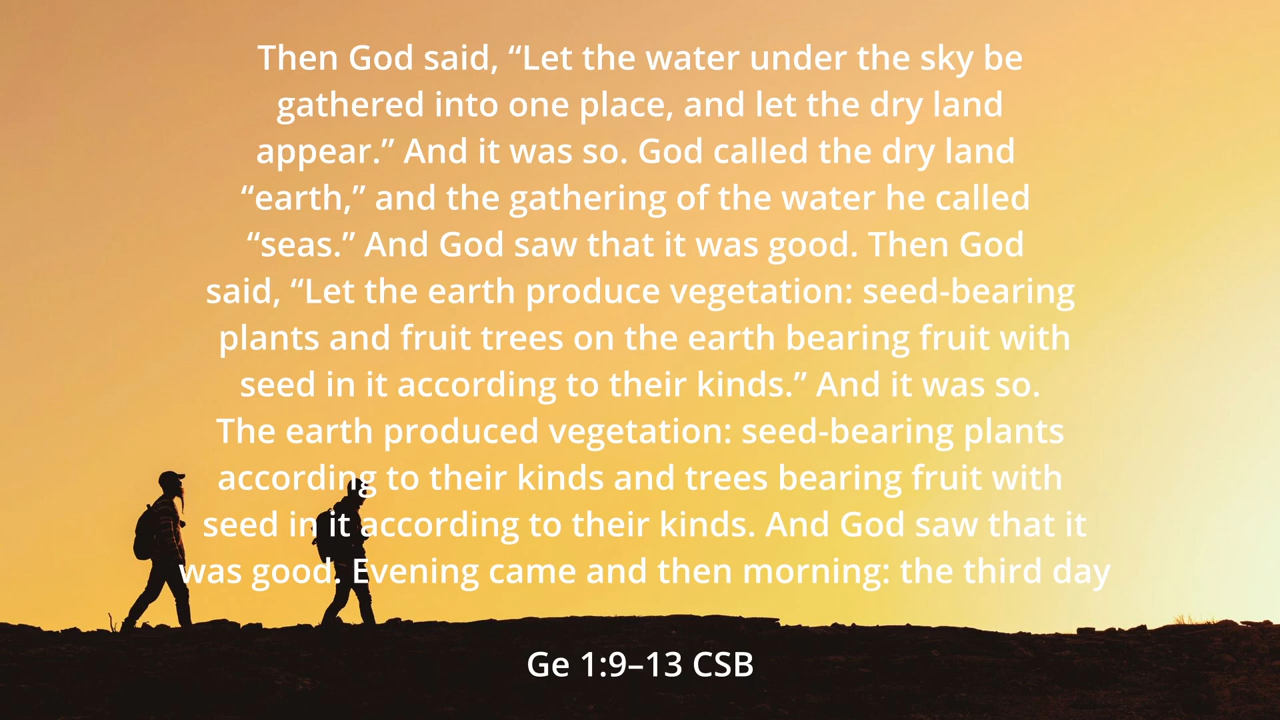 Then God said, “Let the water under the sky be
gathered into one place, and let the dry land
appear.” And it was so. God called the dry land
“earth,” and the gathering of the water he called
“seas.” And God saw that it was good. Then God
said, “Let the earth produce vegetation: seed-bearing
plants and fruit trees on the earth bearing fruit with
seed in it according to their kinds.” And it was so.
The earth produced vegetation: seed-bearing plants
according to their kinds and trees bearing fruit with
seed in it according to their kinds. And God saw that it
was good. Evening came and then morning: the third day
Ge 1:9–13 CSB